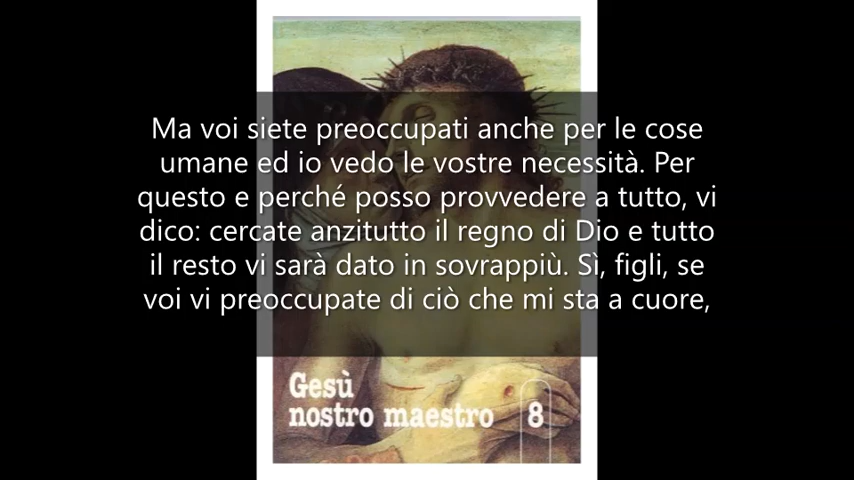 Ma voi siete preoccupati anche per le cose
umane ed io vedo le vostre necessità. Per
questo e perché posso provvedere a tutto, vi
dico: cercate anzitutto il regno di Dio e tutto
il resto vi sarà dato in sovrappiù. Sì, figli, se
voi vi preoccupate di ciò che mi sta a cuore,
Gesù
nostro maestro 8